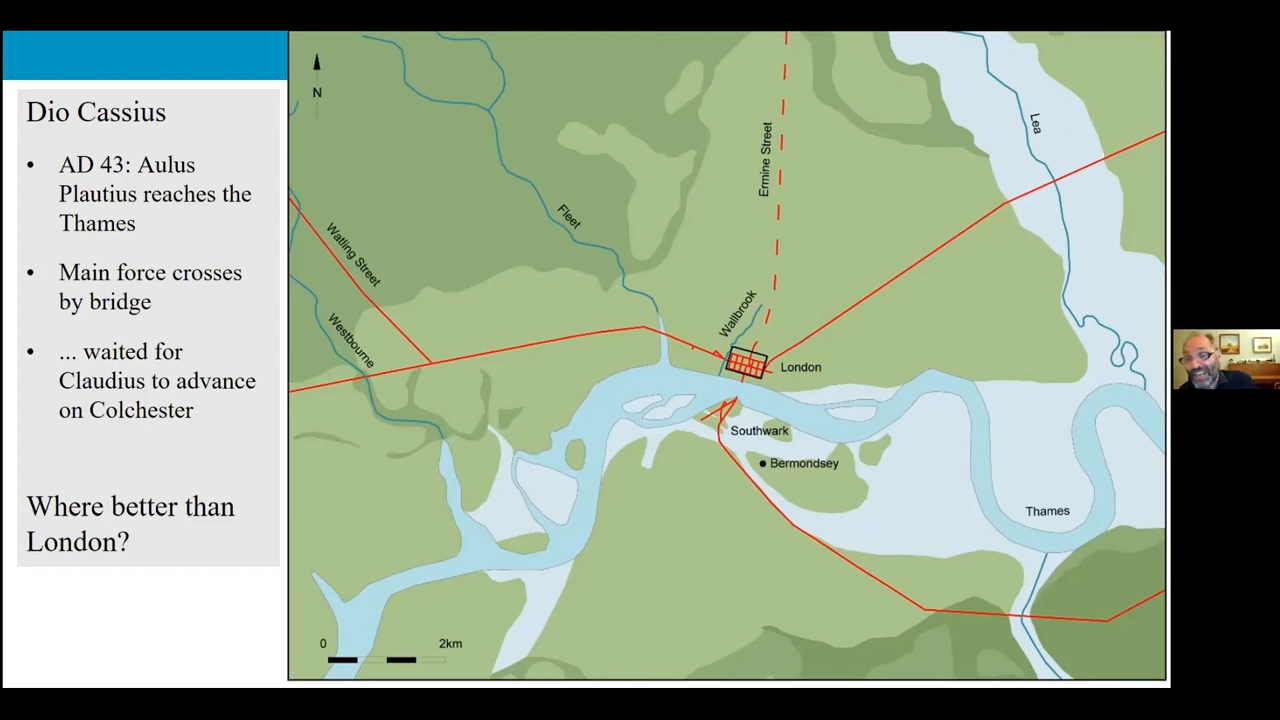 Dio Cassius
• AD 43: Aulus
Plautius reaches the
Thames
• Main force crosses
by bridge
• ... waited for
Claudius to advance
on Colchester
Where better than
London?
N
Lea
Ermine Street
Fleet
Watling Street
Wallbrook
Westbourne
London
Southwark
Bermondsey
Thames
0 2km